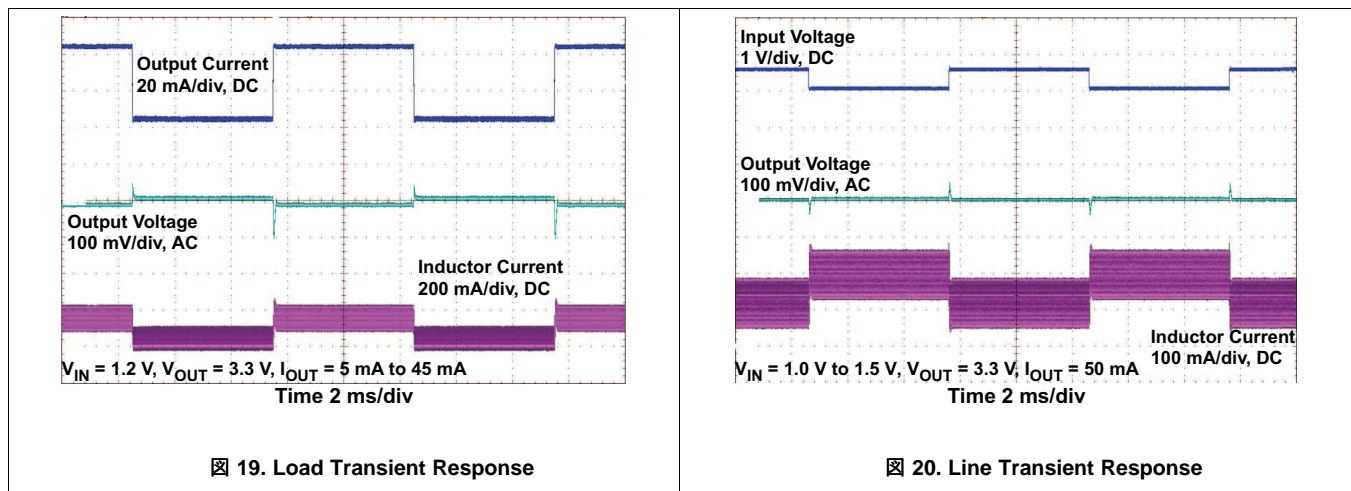 Output Current
20 mA/div, DC
Output Voltage
100 mV/div, AC
Inductor Current
200 mA/div, DC
VIN = 1.2 V, VOUT = 3.3 V, IOUT = 5 mA to 45 mA
Time 2 ms/div
図 19. Load Transient Response
Input Voltage
1 V/div, DC
Output Voltage
100 mV/div, AC
Inductor Current
100 mA/div, DC
VIN = 1.0 V to 1.5 V, VOUT = 3.3 V, IOUT = 50 mA
Time 2 ms/div
図 20. Line Transient Response